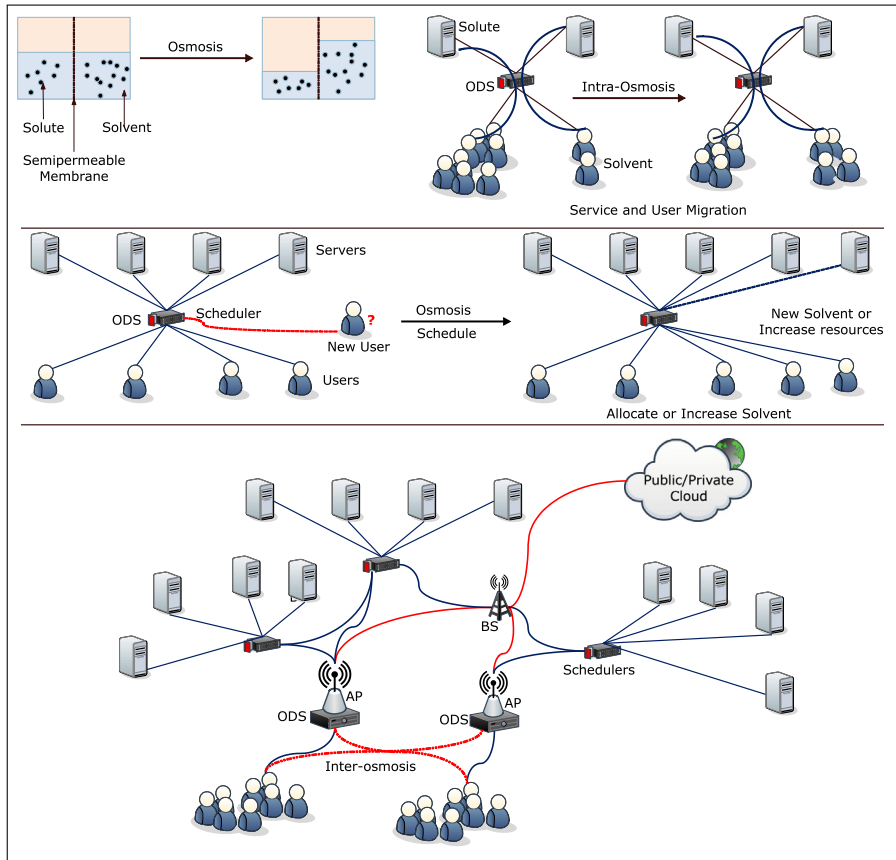 Osmosis
Solute
Solvent
Semipermeable
Membrane
Solute
ODS
Intra-Osmosis
Solvent
Service and User Migration
Servers
ODS
Scheduler
?
New User
Users
Osmosis
Schedule
New Solvent or
Increase resources
Allocate or Increase Solvent
Public/Private
Cloud
BS
Schedulers
AP
ODS
AP
ODS
Inter-osmosis